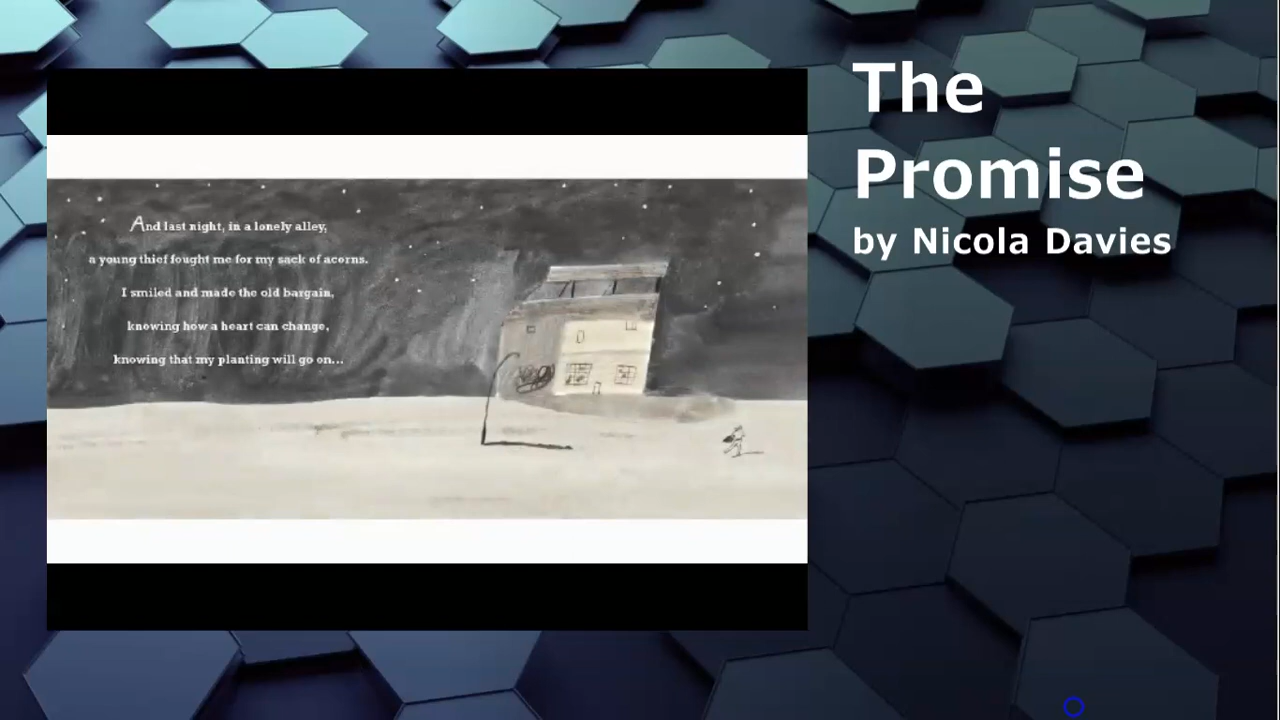 The
Promise
by Nicola Davies
And last night, in a lonely alley,
a young thief fought me for my sack of acorns.
I smiled and made the old bargain,
knowing how a heart can change,
knowing that my planting will go on...